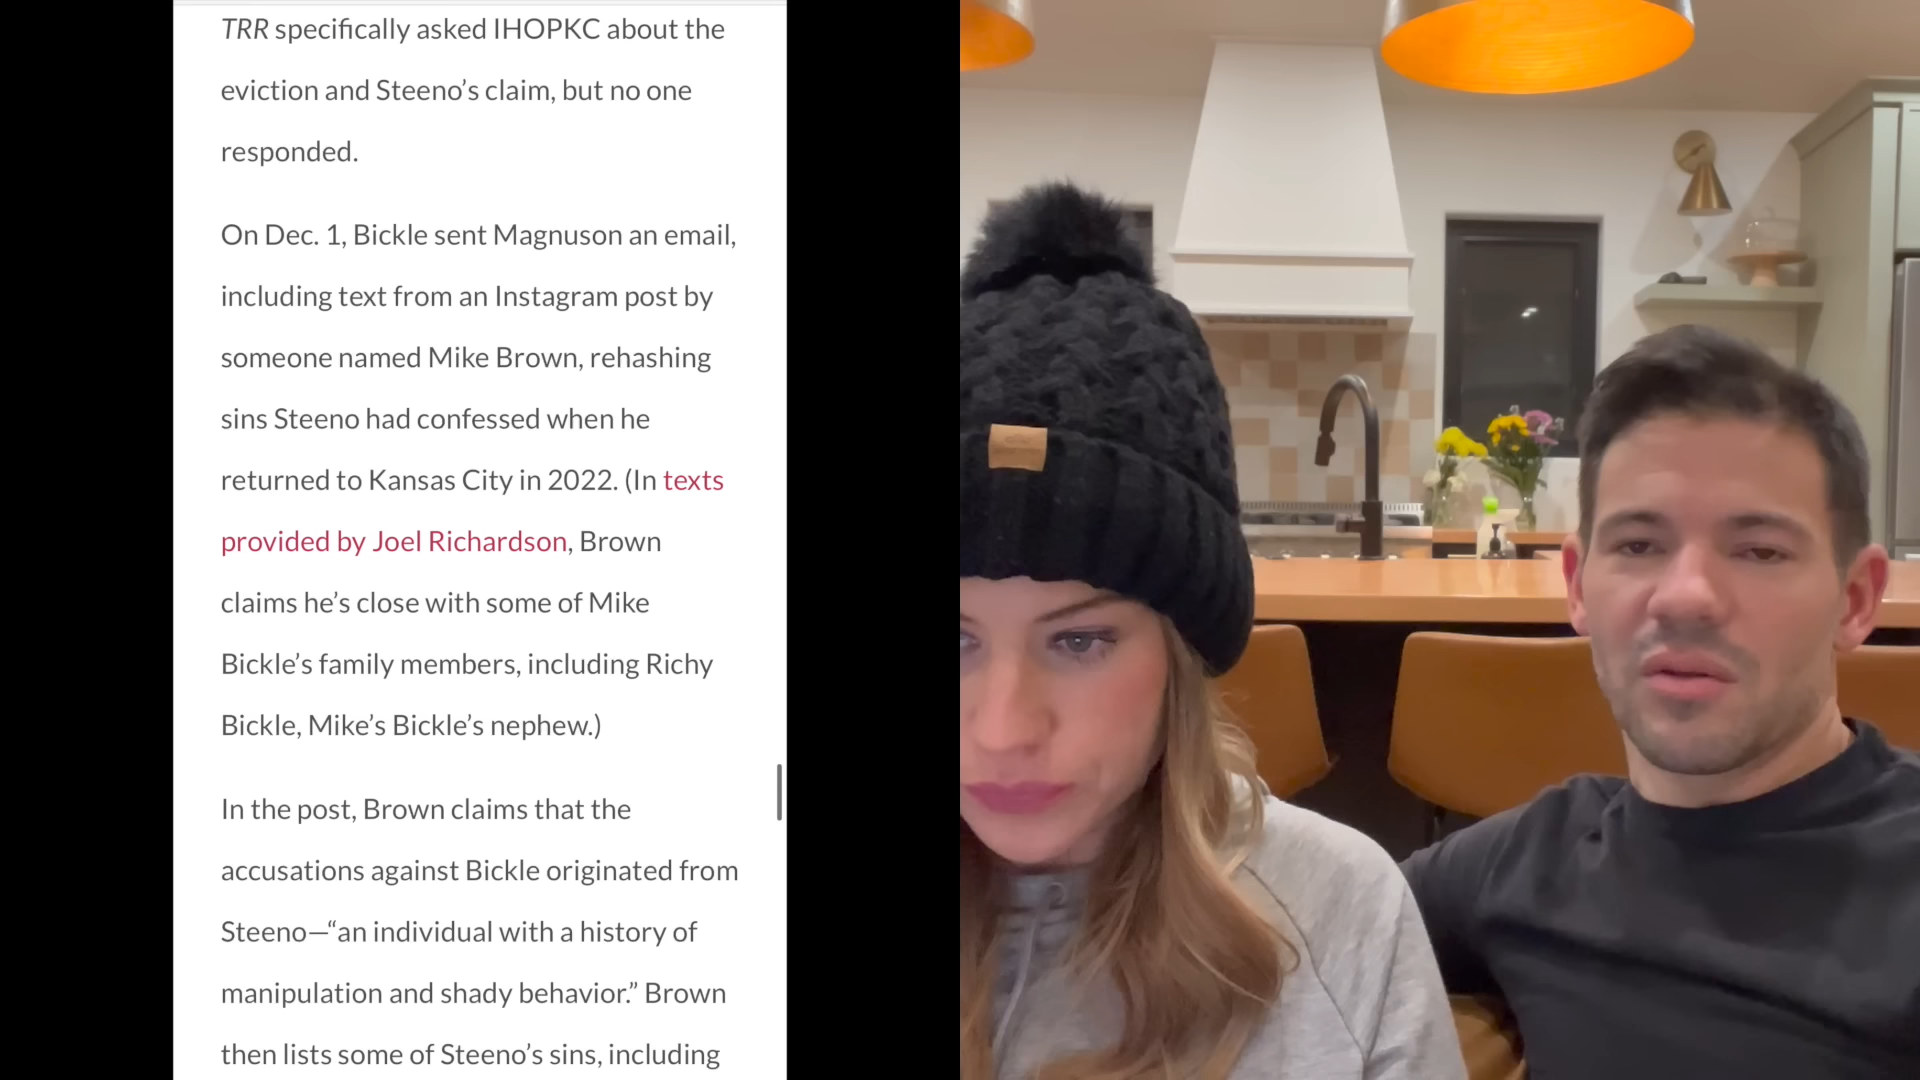 TRR specifically asked IHOPKC about the
eviction and Steeno’s claim, but no one
responded.
On Dec. 1, Bickle sent Magnuson an email,
including text from an Instagram post by
someone named Mike Brown, rehashing
sins Steeno had confessed when he
returned to Kansas City in 2022. (In texts
provided by Joel Richardson, Brown
claims he’s close with some of Mike
Bickle’s family members, including Richy
Bickle, Mike’s Bickle’s nephew.)
In the post, Brown claims that the
accusations against Bickle originated from
Steeno—“an individual with a history of
manipulation and shady behavior.” Brown
then lists some of Steeno’s sins, including